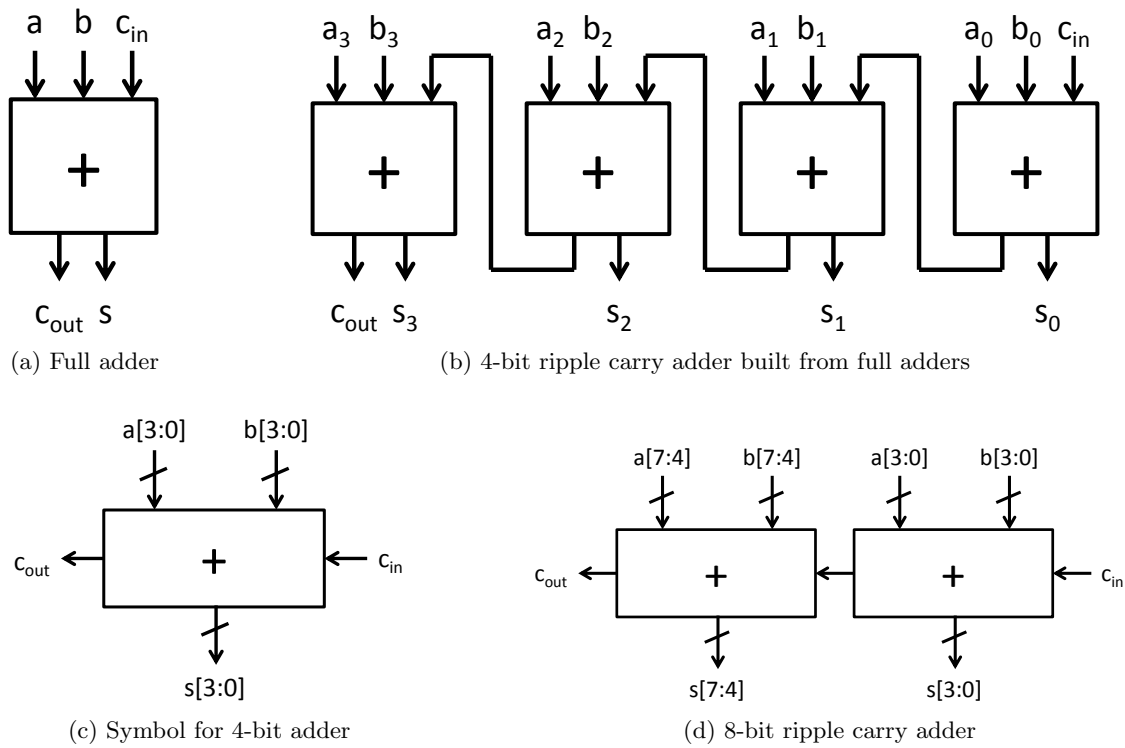 a b c_in
+
c_out s
(a) Full adder
a_3 b_3 a_2 b_2 a_1 b_1 a_0 b_0 c_in
+ + + +
c_out s_3 s_2 s_1 s_0
(b) 4-bit ripple carry adder built from full adders
a[3:0] b[3:0]
c_out + c_in
s[3:0]
(c) Symbol for 4-bit adder
a[7:4] b[7:4] a[3:0] b[3:0]
c_out + + c_in
s[7:4] s[3:0]
(d) 8-bit ripple carry adder